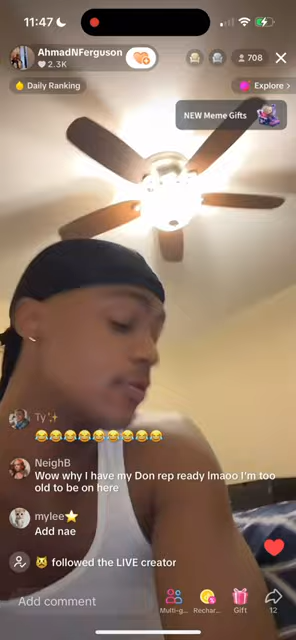 11:47
AhmadNFerguson
2.3K
708
Daily Ranking
Explore >
NEW Meme Gifts
Ty✨
😂😂😂😂😂😂😂😂😂
NeighB
Wow why I have my Don rep ready lmaoo I'm too
old to be on here
mylee⭐
Add nae
😼 followed the LIVE creator
Add comment
Multi-g...
Rechar...
Gift
12